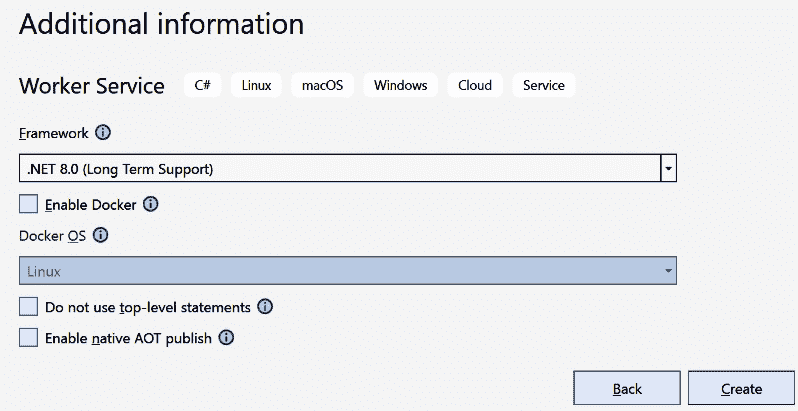 Additional information
Worker Service C# Linux macOS Windows Cloud Service
Framework
.NET 8.0 (Long Term Support)
Enable Docker
Docker OS
Linux
Do not use top-level statements
Enable native AOT publish
Back Create